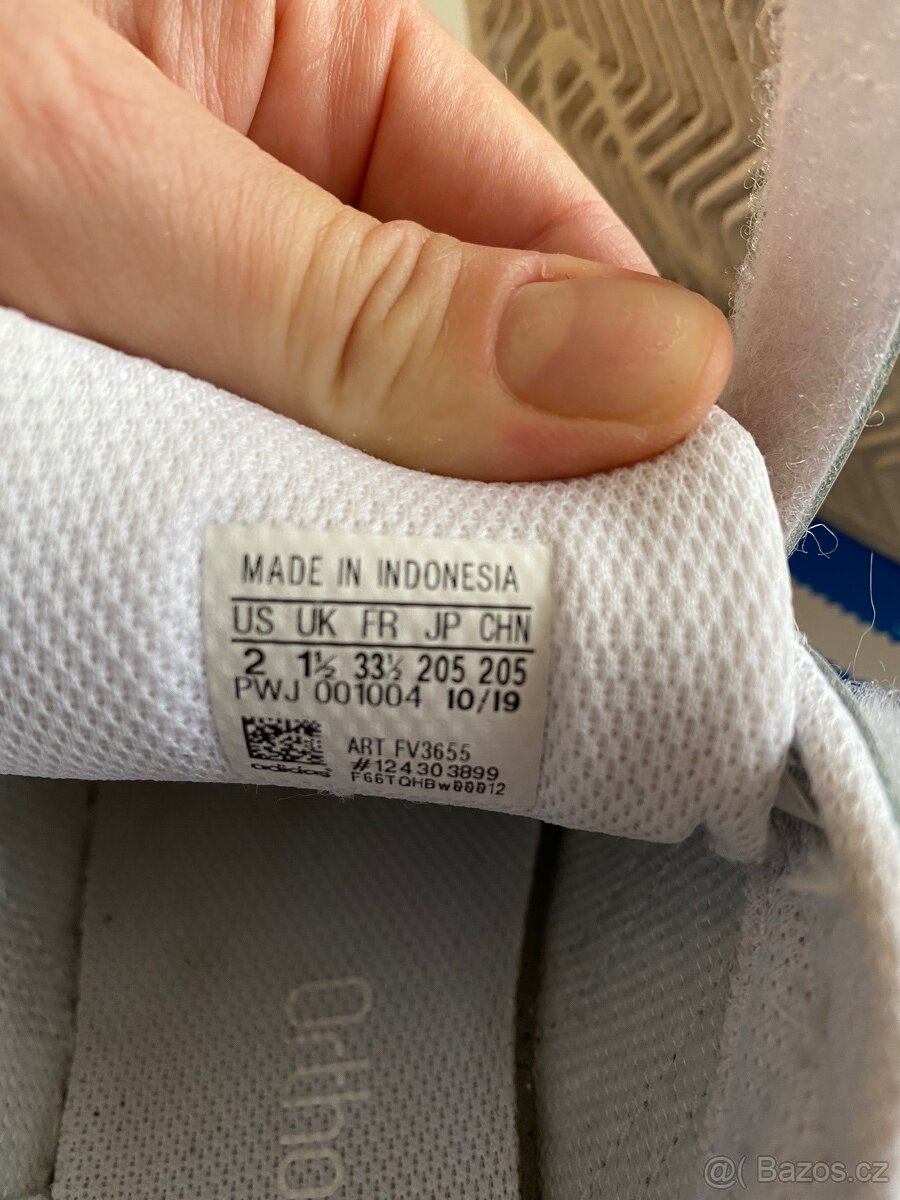 MADE IN INDONESIA
US UK FR JP CHN
2 1½ 33½ 205 205
PWJ 001004 10/19
ART FV3655
adidas #124303899
F66TQHBw00012
Ortho
@( Bazos.cz